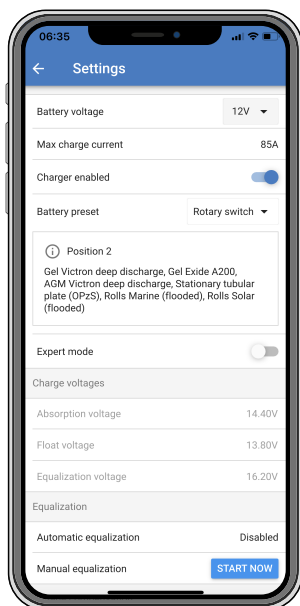 06:35
Settings
Battery voltage 12V
Max charge current 85A
Charger enabled
Battery preset Rotary switch
Position 2
Gel Victron deep discharge, Gel Exide A200,
AGM Victron deep discharge, Stationary tubular
plate (OPzS), Rolls Marine (flooded), Rolls Solar
(flooded)
Expert mode
Charge voltages
Absorption voltage 14.40V
Float voltage 13.80V
Equalization voltage 16.20V
Equalization
Automatic equalization Disabled
Manual equalization START NOW